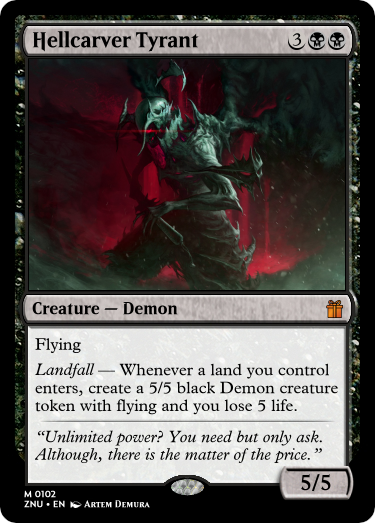 Hellcarver Tyrant 3
Creature — Demon
Flying
Landfall — Whenever a land you control
enters, create a 5/5 black Demon creature
token with flying and you lose 5 life.
“Unlimited power? You need but only ask.
Although, there is the matter of the price.”
5/5
M 0102
ZNU • EN Artem Demura